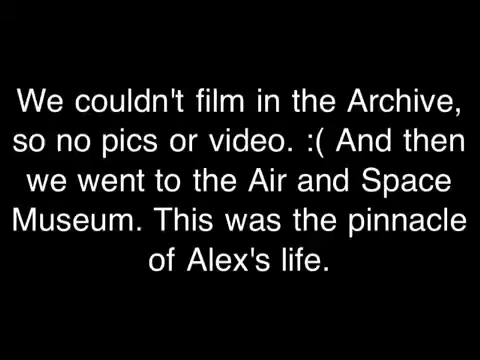 We couldn't film in the Archive,
so no pics or video. :( And then
we went to the Air and Space
Museum. This was the pinnacle
of Alex's life.